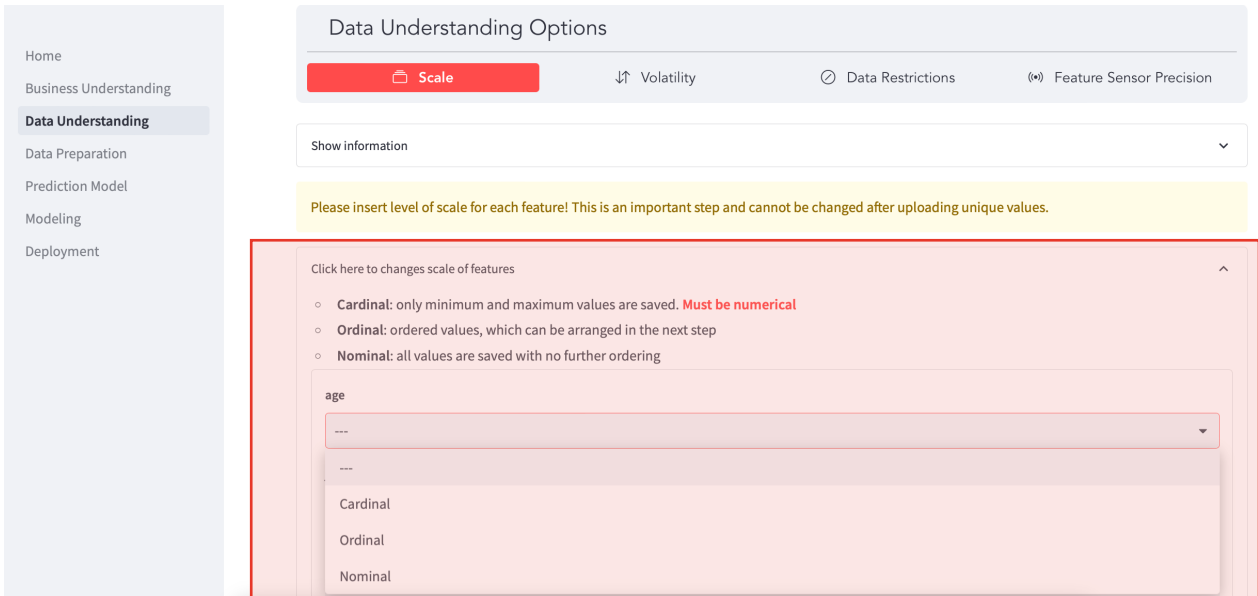 Home
Business Understanding
Data Understanding
Data Preparation
Prediction Model
Modeling
Deployment
Data Understanding Options
Scale
Volatility
Data Restrictions
Feature Sensor Precision
Show information
Please insert level of scale for each feature! This is an important step and cannot be changed after uploading unique values.
Click here to changes scale of features
Cardinal: only minimum and maximum values are saved. Must be numerical
Ordinal: ordered values, which can be arranged in the next step
Nominal: all values are saved with no further ordering
age
---
---
Cardinal
Ordinal
Nominal